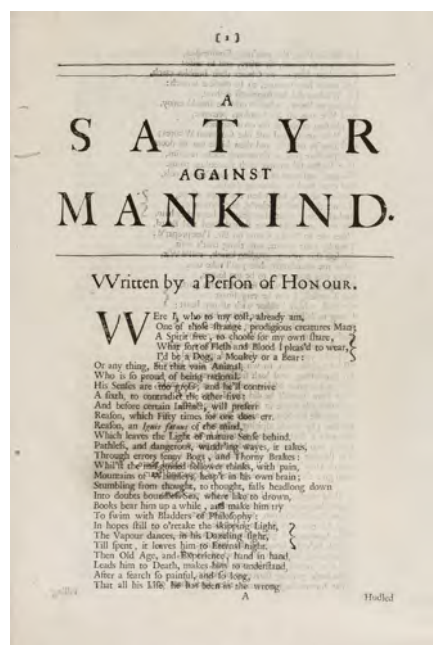 ( 1 )
A
SATYR
AGAINST
MANKIND.
Written by a Person of HONOUR.
WEre I, who to my cost, already am,
One of those strange, prodigious creatures Man;
A Spirit free, to choose for my own share,
What sort of Flesh and Blood I pleas'd to wear,
I'd be a Dog, a Monkey or a Bear:
Or any thing, but that vain Animal,
Who is so proud of being rational.
His Senses are too gross, and he'll contrive
A sixth, to contradict the other five:
And before certain Instinct, will preferr
Reason, which Fifty times for one does err.
Reason, an Ignis fatuus of the mind,
Which leaves the Light of nature Sense behind.
Pathless, and dangerous, wand'ring wayes, it takes,
Through errors fenny Bogs, and Thorny Brakes:
Whil'st the follower thinks, with pain,
Mountains of Whimseys, heap't in his own brain;
Stumbling from thought, to thought, falls headlong down
Into doubts boundless Sea, where like to drown,
Books bear him up a while, and make him try
To swim with Bladders of Philosophy:
In hopes still to o'retake the skipping Light,
The Vapour dances, in his Dazeling sight,
Till spent, it leaves him to Eternal night.
Then Old Age, and Experience, hand in hand,
Leads him to Death, makes him to understand,
After a search so painful, and so long,
That all his Life he has been in the wrong
A
Hudled